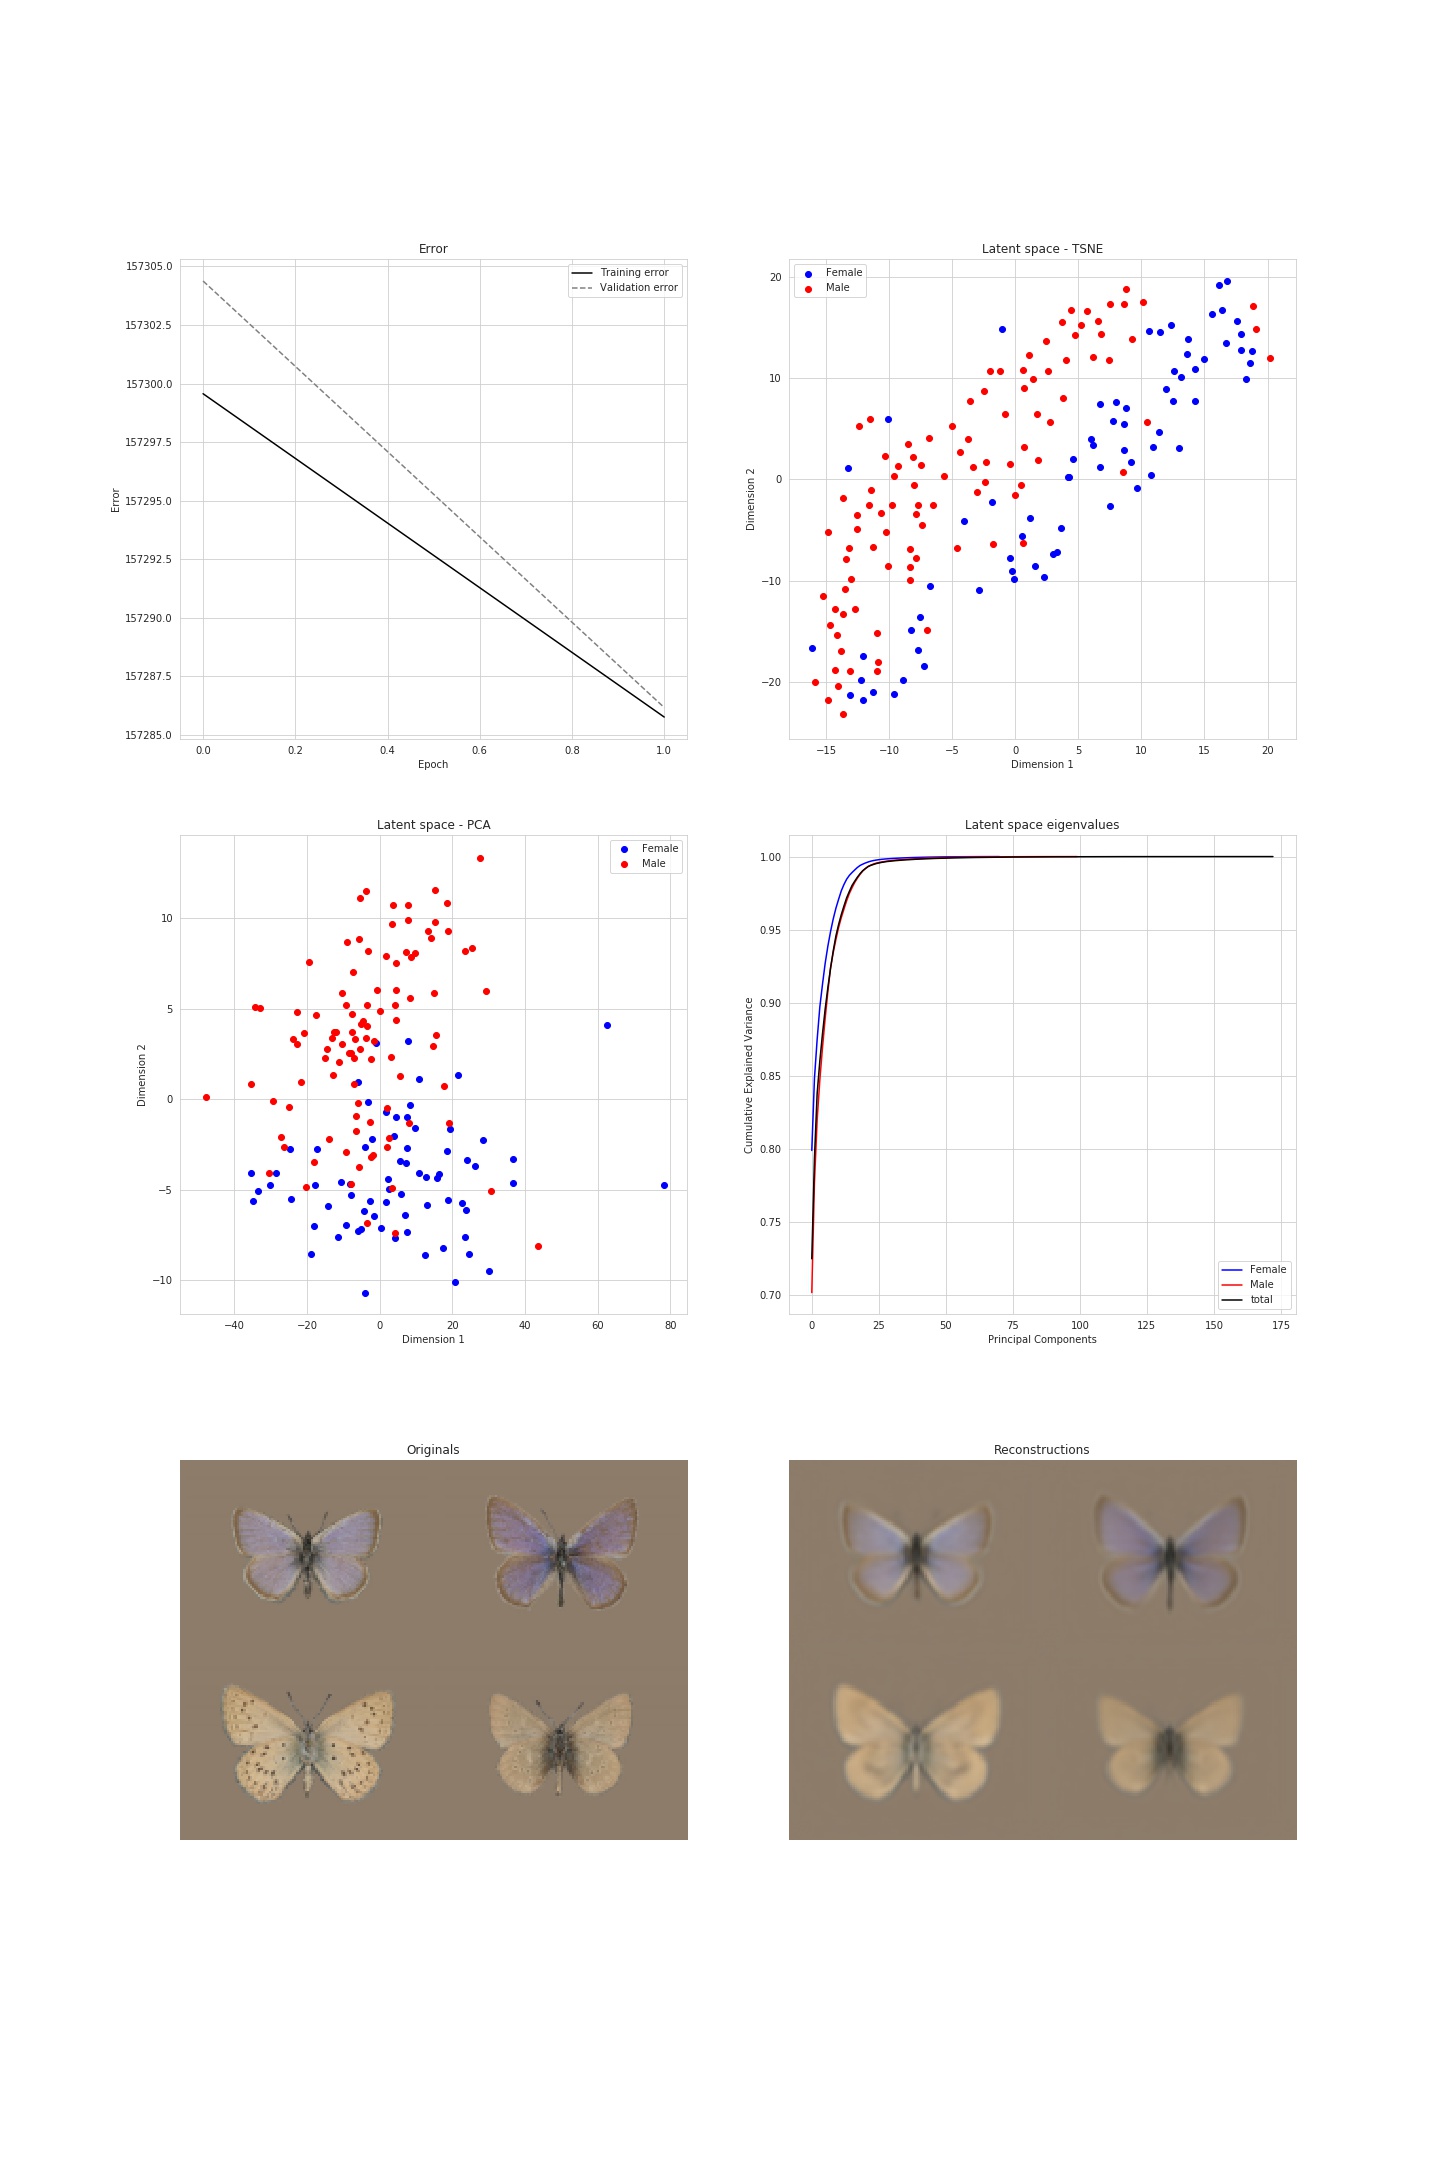 Error
157305.0
157302.5
157300.0
157297.5
157295.0
157292.5
157290.0
157287.5
157285.0
Error
Training error
Validation error
0.0 0.2 0.4 0.6 0.8 1.0
Epoch
Latent space - TSNE
20
10
0
−10
−20
Dimension 2
Female
Male
−15 −10 −5 0 5 10 15 20
Dimension 1
Latent space - PCA
10
5
0
−5
−10
Dimension 2
Female
Male
−40 −20 0 20 40 60 80
Dimension 1
Latent space eigenvalues
1.00
0.95
0.90
0.85
0.80
0.75
0.70
Cumulative Explained Variance
Female
Male
total
0 25 50 75 100 125 150 175
Principal Components
Originals
Reconstructions